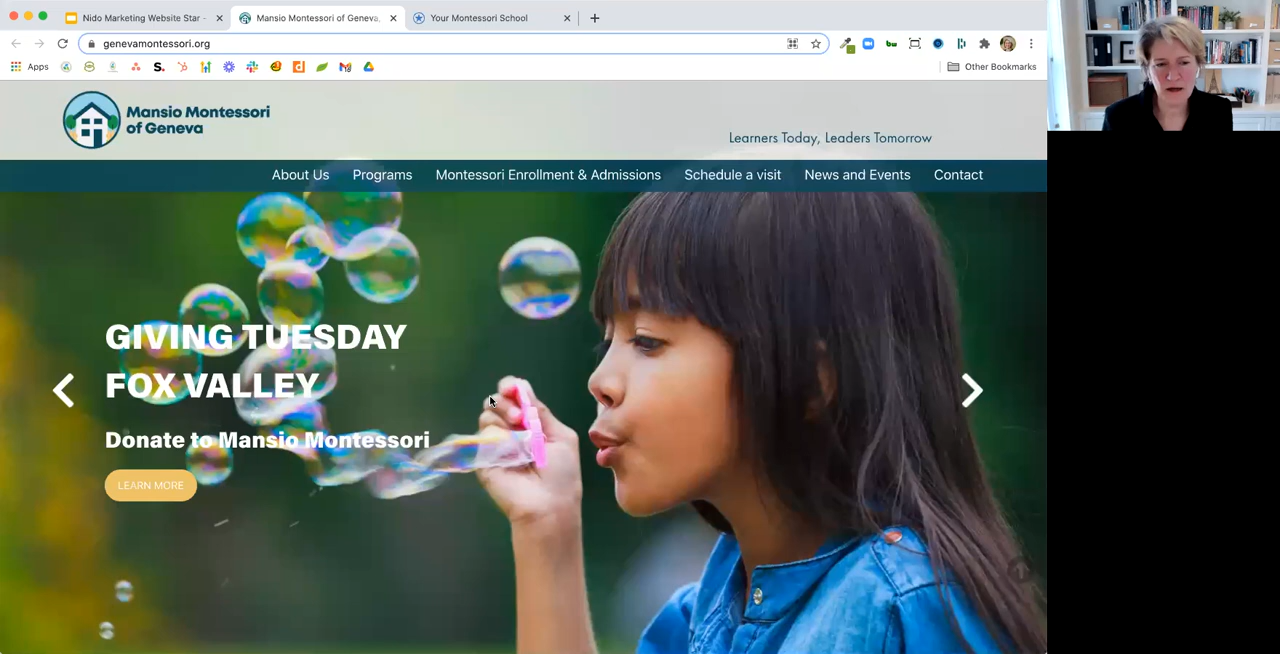 Nido Marketing Website Star -
Mansio Montessori of Geneva,
Your Montessori School
genevamontessori.org
Apps
Other Bookmarks
Mansio Montessori
of Geneva
Learners Today, Leaders Tomorrow
About Us Programs Montessori Enrollment & Admissions Schedule a visit News and Events Contact
GIVING TUESDAY
FOX VALLEY
Donate to Mansio Montessori
LEARN MORE